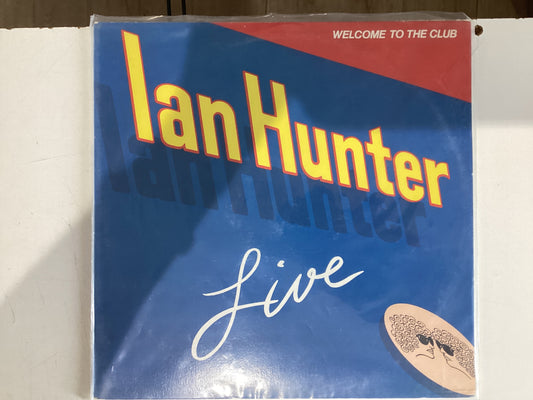 WELCOME TO THE CLUB
Ian Hunter
Live